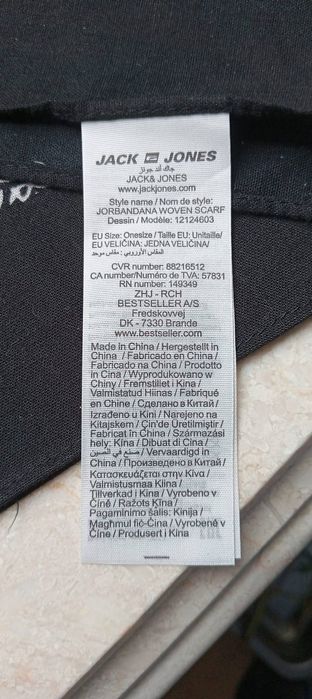 JACK & JONES
جاك أند جونز
JACK& JONES
www.jackjones.com
Style name / Nom de style:
JORBANDANA WOVEN SCARF
Dessin / Modèle: 12124603
EU Size: Onesize / Taille EU: Unitaille/
EU VELIČINA: JEDNA VELIČINA/
المقاس الأوروبي: مقاس موحد
CVR number: 88216512
CA number/Numéro de TVA: 57831
RN number: 149349
ZHJ - RCH
BESTSELLER A/S
Fredskovvej
DK - 7330 Brande
www.bestseller.com
Made in China / Hergestellt in
China / Fabricado en China /
Fabricado na China / Prodotto
in Cina / Wyprodukowano w
Chiny / Fremstillet i Kina /
Valmistatud Hiinas / Fabriqué
en Chine / Сделано в Китай /
Izrađeno u Kini / Narejeno na
Kitajskem / Çin'de Üretilmiştir /
Fabricat în China / Származási
hely: Kína / Dibuat di Cina /
صنع في الصين / Vervaardigd in
China / Произведено в Китай /
Κατασκευάζεται στην Κίνα /
Valmistusmaa Kiina /
Tillverkad i Kina / Vyrobeno v
Číně / Ražots Ķīna /
Pagaminimo šalis: Kinija /
Magħmul fiċ-Ċina / Vyrobené v
Číne / Produsert i Kina